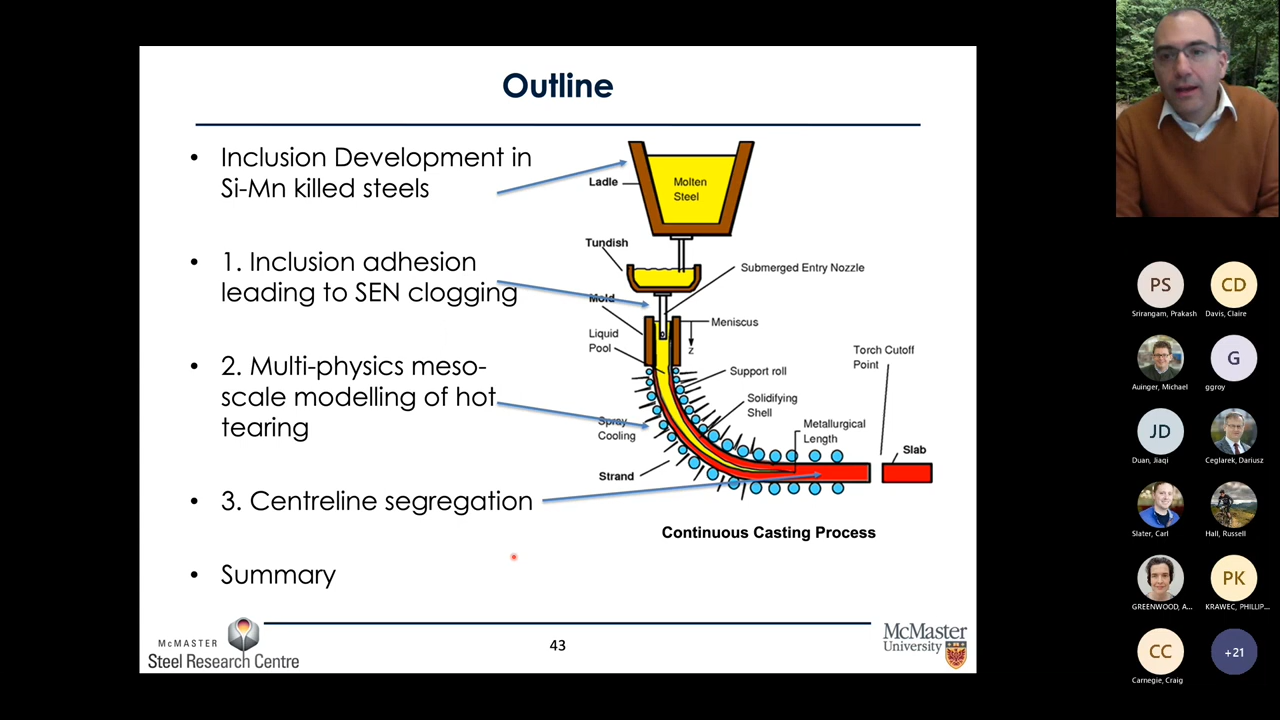 Outline
• Inclusion Development in
Si-Mn killed steels
• 1. Inclusion adhesion
leading to SEN clogging
• 2. Multi-physics meso-
scale modelling of hot
tearing
• 3. Centreline segregation
• Summary
Ladle
Molten
Steel
Tundish
Submerged Entry Nozzle
Mold
Meniscus
Liquid
Pool
z
Support roll
Torch Cutoff
Point
Solidifying
Shell
Spray
Cooling
Metallurgical
Length
Strand
Slab
Continuous Casting Process
McMASTER
Steel Research Centre
43
McMaster
University
PS
Srirangam, Prakash
CD
Davis, Claire
Auinger, Michael
G
ggroy
JD
Duan, Jiaqi
Ceglarek, Dariusz
Slater, Carl
Hall, Russell
GREENWOOD, A...
PK
KRAWEC, PHILLIP...
CC
Carnegie, Craig
+21